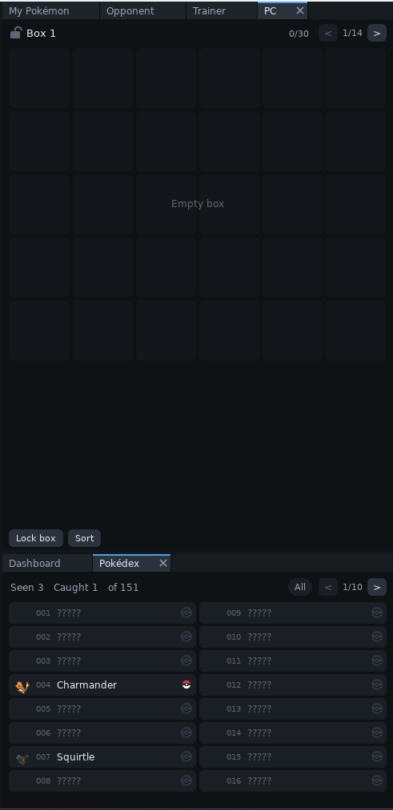 My Pokémon Opponent Trainer PC ✕
Box 1 0/30 < 1/14 >
Empty box
Lock box Sort
Dashboard Pokédex ✕
Seen 3 Caught 1 of 151 All < 1/10 >
001 ?????
002 ?????
003 ?????
004 Charmander
005 ?????
006 ?????
007 Squirtle
008 ?????
009 ?????
010 ?????
011 ?????
012 ?????
013 ?????
014 ?????
015 ?????
016 ?????